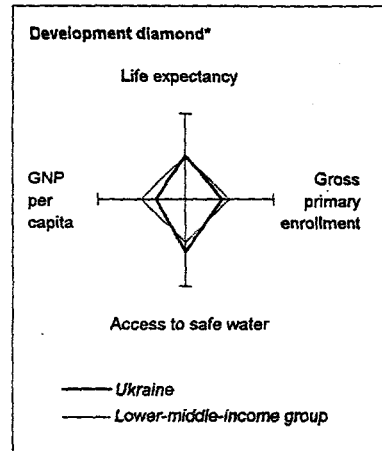 Development diamond*
Life expectancy
GNP
per
capita
Gross
primary
enrollment
Access to safe water
Ukraine
Lower-middle-income group